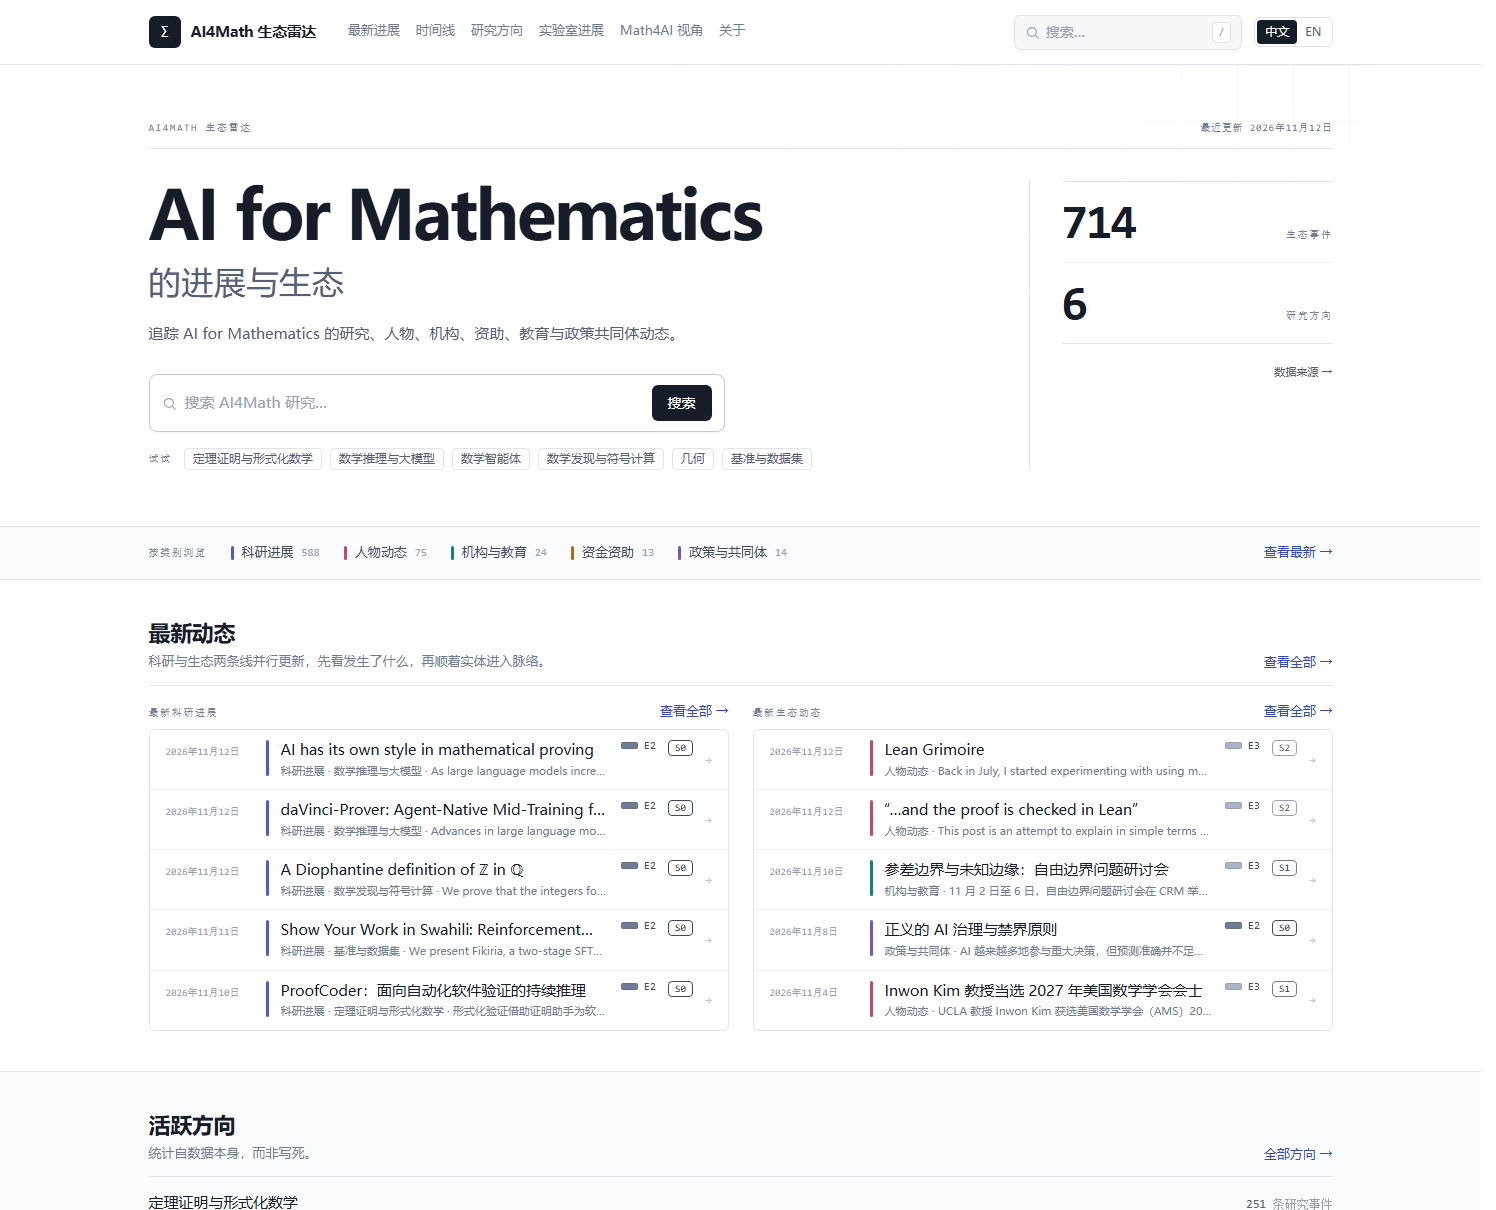 Σ AI4Math 生态雷达 最新进展 时间线 研究方向 实验室进展 Math4AI 视角 关于 搜索... / 中文 EN
AI4MATH 生态雷达 最近更新 2026年11月12日
AI for Mathematics
的进展与生态
追踪 AI for Mathematics 的研究、人物、机构、资助、教育与政策共同体动态。
搜索 AI4Math 研究... 搜索
试试 定理证明与形式化数学 数学推理与大模型 数学智能体 数学发现与符号计算 几何 基准与数据集
714 生态事件
6 研究方向
数据来源 →
按类别浏览 科研进展 588 人物动态 75 机构与教育 24 资金资助 13 政策与共同体 14 查看最新 →
最新动态
科研与生态两条线并行更新，先看发生了什么，再顺着实体进入脉络。 查看全部 →
最新科研进展 查看全部 →
2026年11月12日 AI has its own style in mathematical proving E2 S0 →
科研进展 · 数学推理与大模型 · As large language models incre...
2026年11月12日 daVinci-Prover: Agent-Native Mid-Training f... E2 S0 →
科研进展 · 数学推理与大模型 · Advances in large language mo...
2026年11月12日 A Diophantine definition of ℤ in ℚ E2 S0 →
科研进展 · 数学发现与符号计算 · We prove that the integers fo...
2026年11月11日 Show Your Work in Swahili: Reinforcement... E2 S0 →
科研进展 · 基准与数据集 · We present Fikiria, a two-stage SFT...
2026年11月10日 ProofCoder：面向自动化软件验证的持续推理 E2 S0 →
科研进展 · 定理证明与形式化数学 · 形式化验证借助证明助手为软...
最新生态动态 查看全部 →
2026年11月12日 Lean Grimoire E3 S2 →
人物动态 · Back in July, I started experimenting with using m...
2026年11月12日 “...and the proof is checked in Lean” E3 S2 →
人物动态 · This post is an attempt to explain in simple terms ...
2026年11月10日 参差边界与未知边缘：自由边界问题研讨会 E3 S1 →
机构与教育 · 11 月 2 日至 6 日，自由边界问题研讨会在 CRM 举...
2026年11月8日 正义的 AI 治理与禁界原则 E2 S0 →
政策与共同体 · AI 越来越多地参与重大决策，但预测准确并不足...
2026年11月4日 Inwon Kim 教授当选 2027 年美国数学学会会士 E3 S1 →
人物动态 · UCLA 教授 Inwon Kim 获选美国数学学会（AMS）20...
活跃方向
统计自数据本身，而非写死。 全部方向 →
定理证明与形式化数学 251 条研究事件